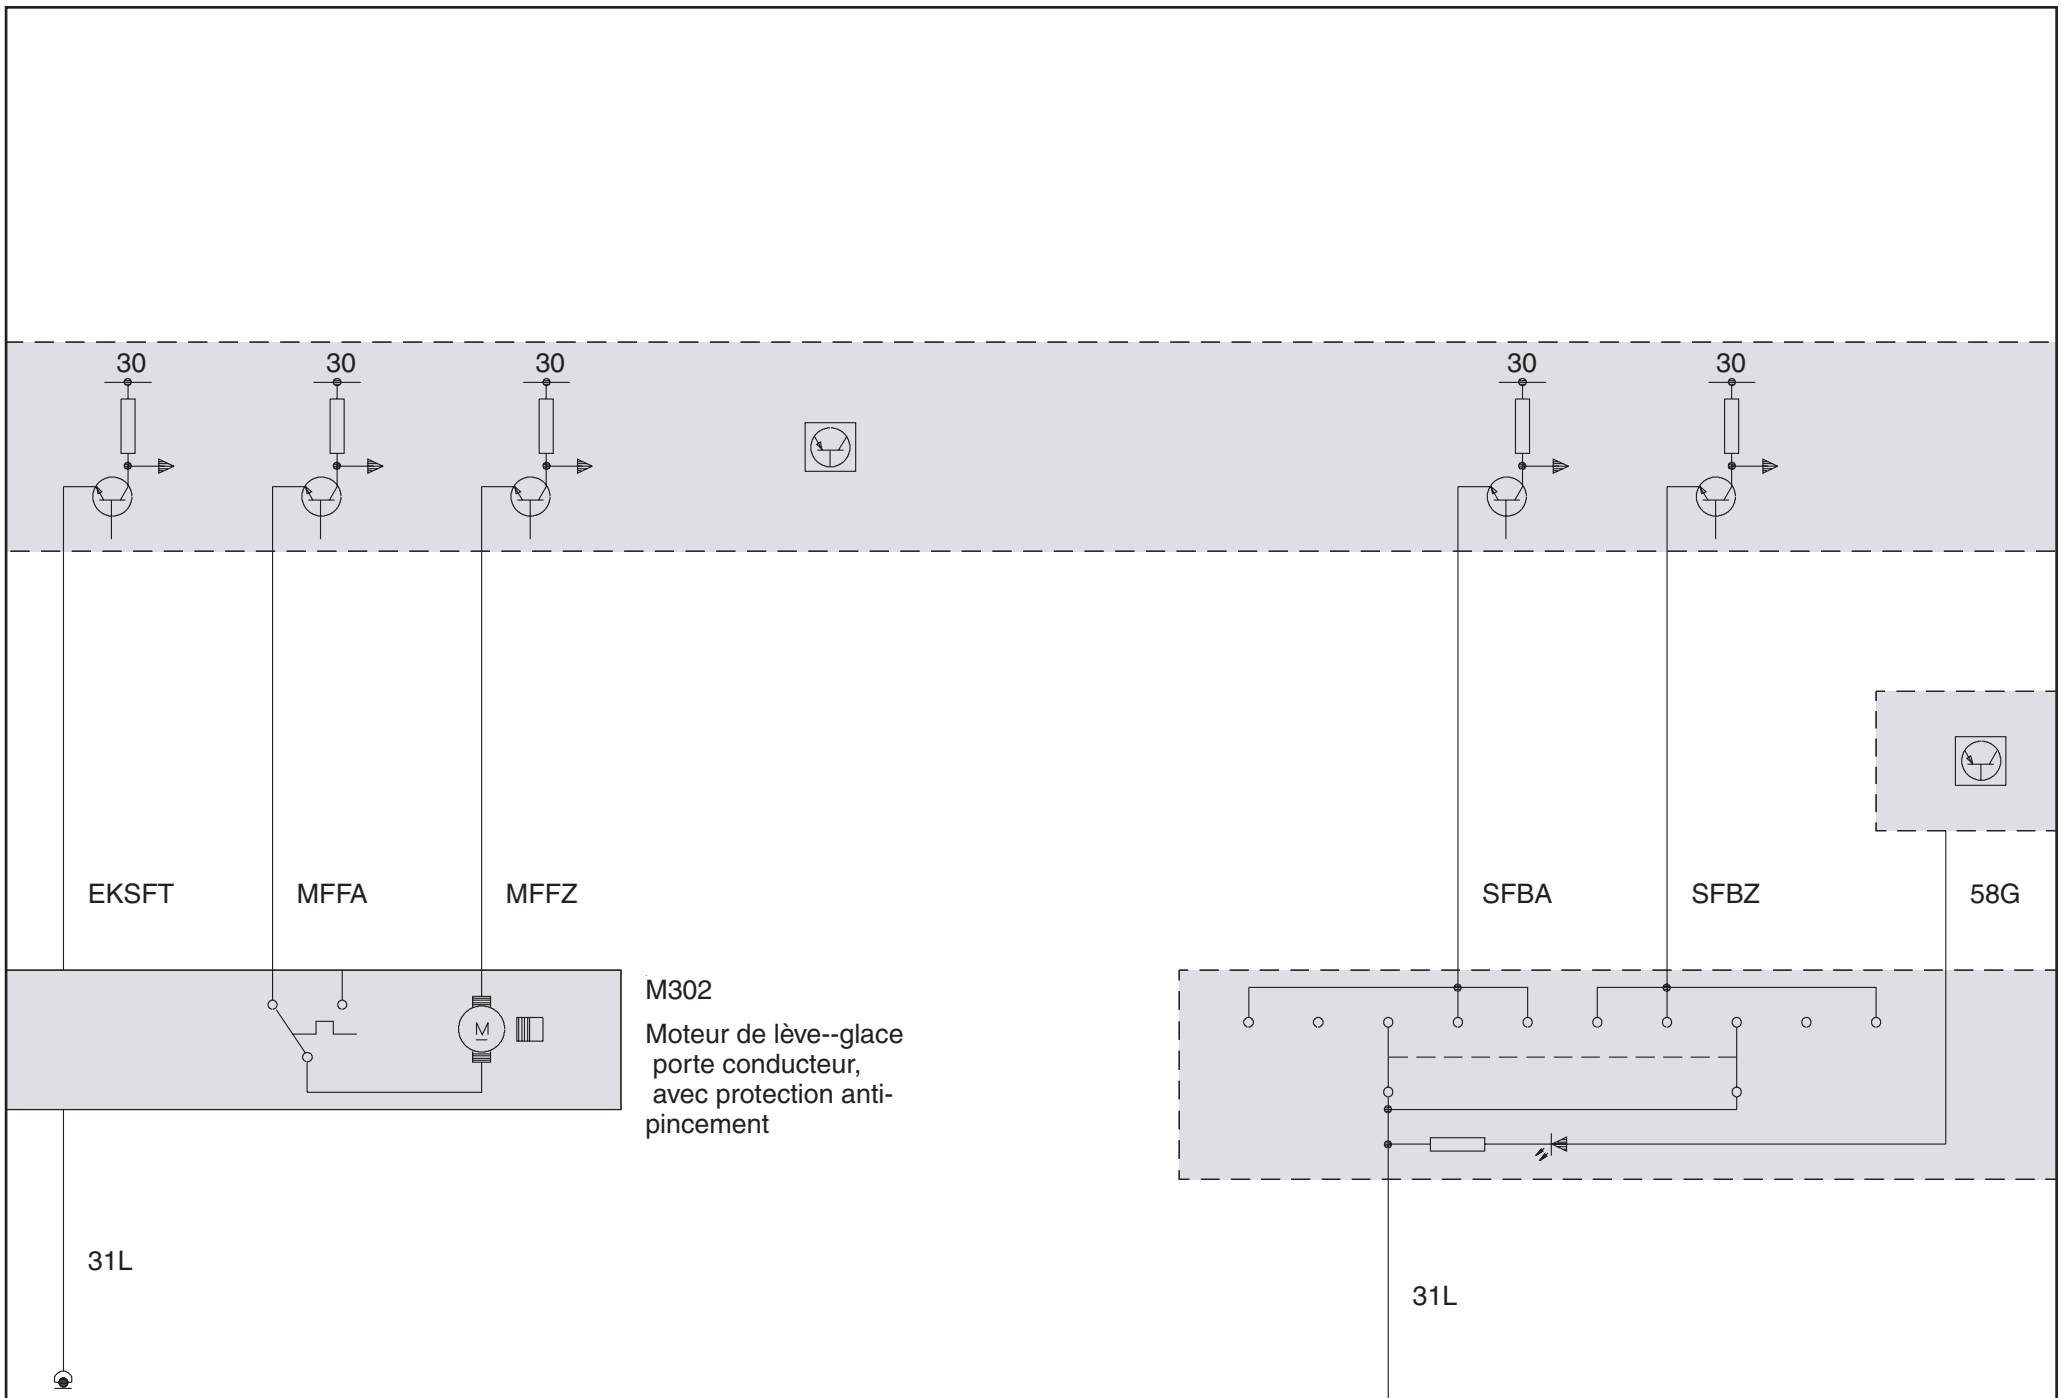 30
30
30
30
30
EKSFT
MFFA
MFFZ
SFBA
SFBZ
58G
M302
Moteur de lève--glace
porte conducteur,
avec protection anti-
pincement
M
31L
31L